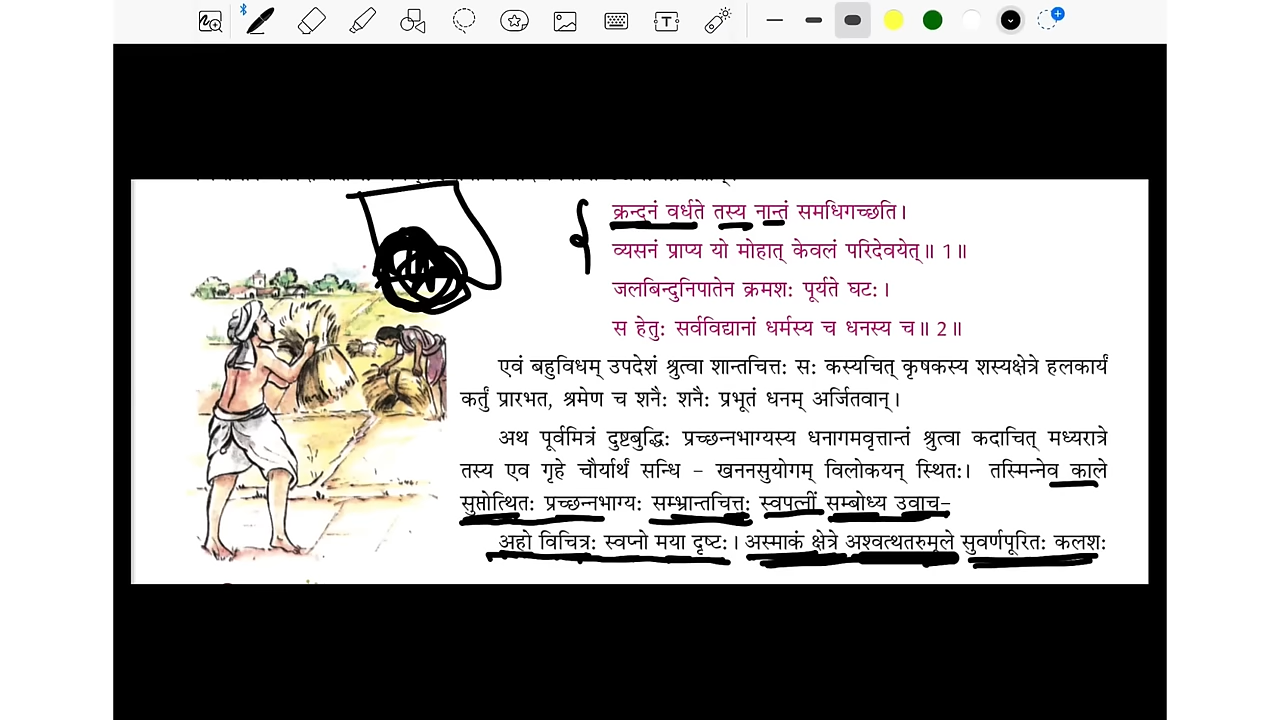 क्रन्दनं वर्धते तस्य नान्तं समधिगच्छति।
व्यसनं प्राप्य यो मोहात् केवलं परिदेवयेत्॥ 1॥
जलबिन्दुनिपातेन क्रमश: पूर्यते घट:।
स हेतु: सर्वविद्यानां धर्मस्य च धनस्य च॥ 2॥
एवं बहुविधम् उपदेशं श्रुत्वा शान्तचित्त: स: कस्यचित् कृषकस्य शस्यक्षेत्रे हलकार्यं
कर्तुं प्रारभत, श्रमेण च शनै: शनै: प्रभूतं धनम् अर्जितवान्।
अथ पूर्वमित्रं दुष्टबुद्धि: प्रच्छन्नभाग्यस्य धनागमवृत्तान्तं श्रुत्वा कदाचित् मध्यरात्रे
तस्य एव गृहे चौर्यार्थं सन्धि - खननसुयोगम् विलोकयन् स्थित:। तस्मिन्नेव काले
सुप्तोत्थित: प्रच्छन्नभाग्य: सम्भ्रान्तचित्त: स्वपत्नीं सम्बोध्य उवाच-
अहो विचित्र: स्वप्नो मया दृष्ट:। अस्माकं क्षेत्रे अश्वत्थतरुमूले सुवर्णपूरित: कलश: